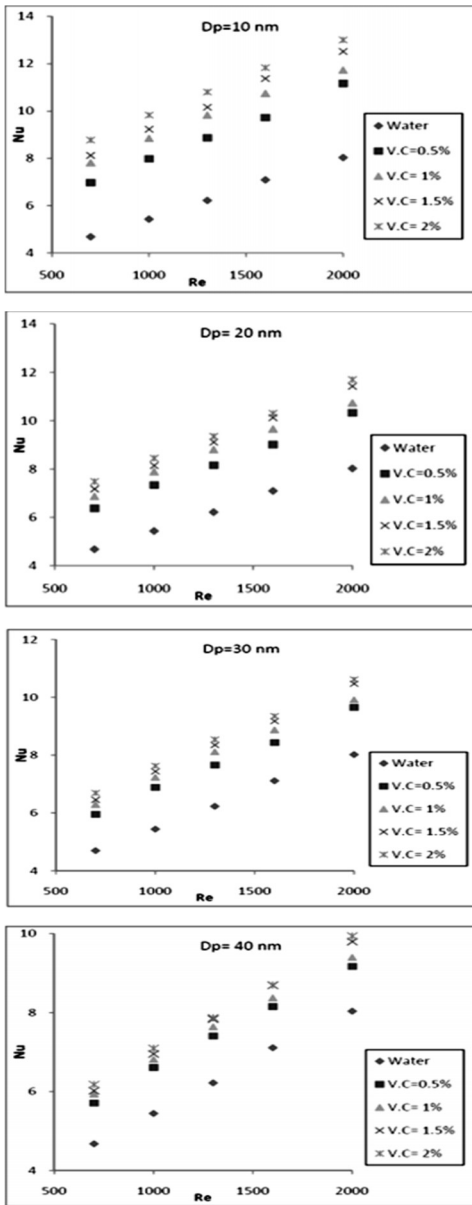 Dp=10 nm
14
12
10
8
6
4
Nu
500
1000
1500
2000
Re
Water
V.C=0.5%
V.C= 1%
V.C= 1.5%
V.C= 2%
Dp= 20 nm
14
12
10
8
6
4
Nu
500
1000
1500
2000
Re
Water
V.C=0.5%
V.C= 1%
V.C=1.5%
V.C=2%
Dp=30 nm
12
10
8
6
4
Nu
500
1000
1500
2000
Re
Water
V.C=0.5%
V.C= 1%
V.C= 1.5%
V.C= 2%
Dp= 40 nm
10
8
6
4
Nu
500
1000
1500
2000
Re
Water
V.C=0.5%
V.C= 1%
V.C= 1.5%
V.C= 2%